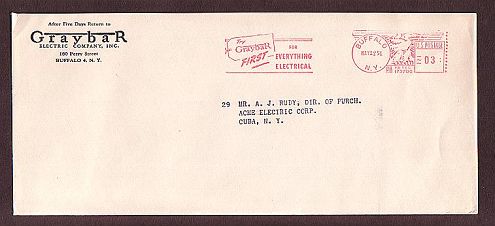 After Five Days Return to
GraybaR
ELECTRIC COMPANY, INC.
160 Perry Street
BUFFALO 4, N. Y.
Try
GraybaR
FIRST
FOR
EVERYTHING
ELECTRICAL
BUFFALO
N.Y.
U.S. POSTAGE
03
29 MR. A. J. RUDY; DIR. OF PURCH.
ACME ELECTRIC CORP.
CUBA, N. Y.